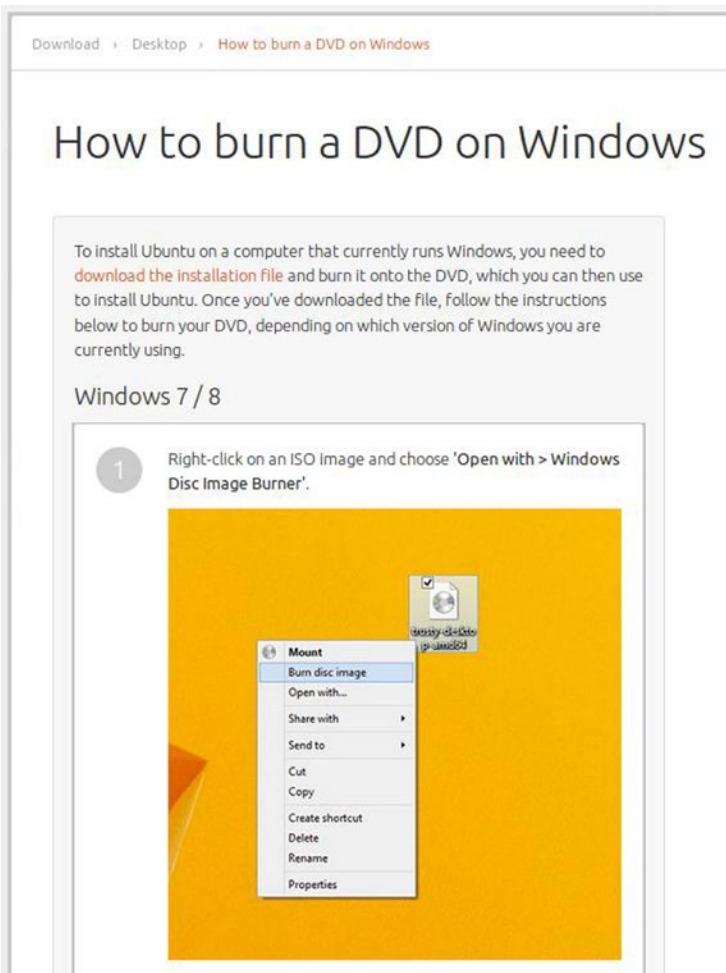 Download › Desktop › How to burn a DVD on Windows
How to burn a DVD on Windows
To install Ubuntu on a computer that currently runs Windows, you need to
download the installation file and burn it onto the DVD, which you can then use
to install Ubuntu. Once you've downloaded the file, follow the instructions
below to burn your DVD, depending on which version of Windows you are
currently using.
Windows 7 / 8
1
Right-click on an ISO image and choose 'Open with > Windows
Disc Image Burner'.
trusty-deskto
p-amd64
Mount
Burn disc image
Open with...
Share with
Send to
Cut
Copy
Create shortcut
Delete
Rename
Properties